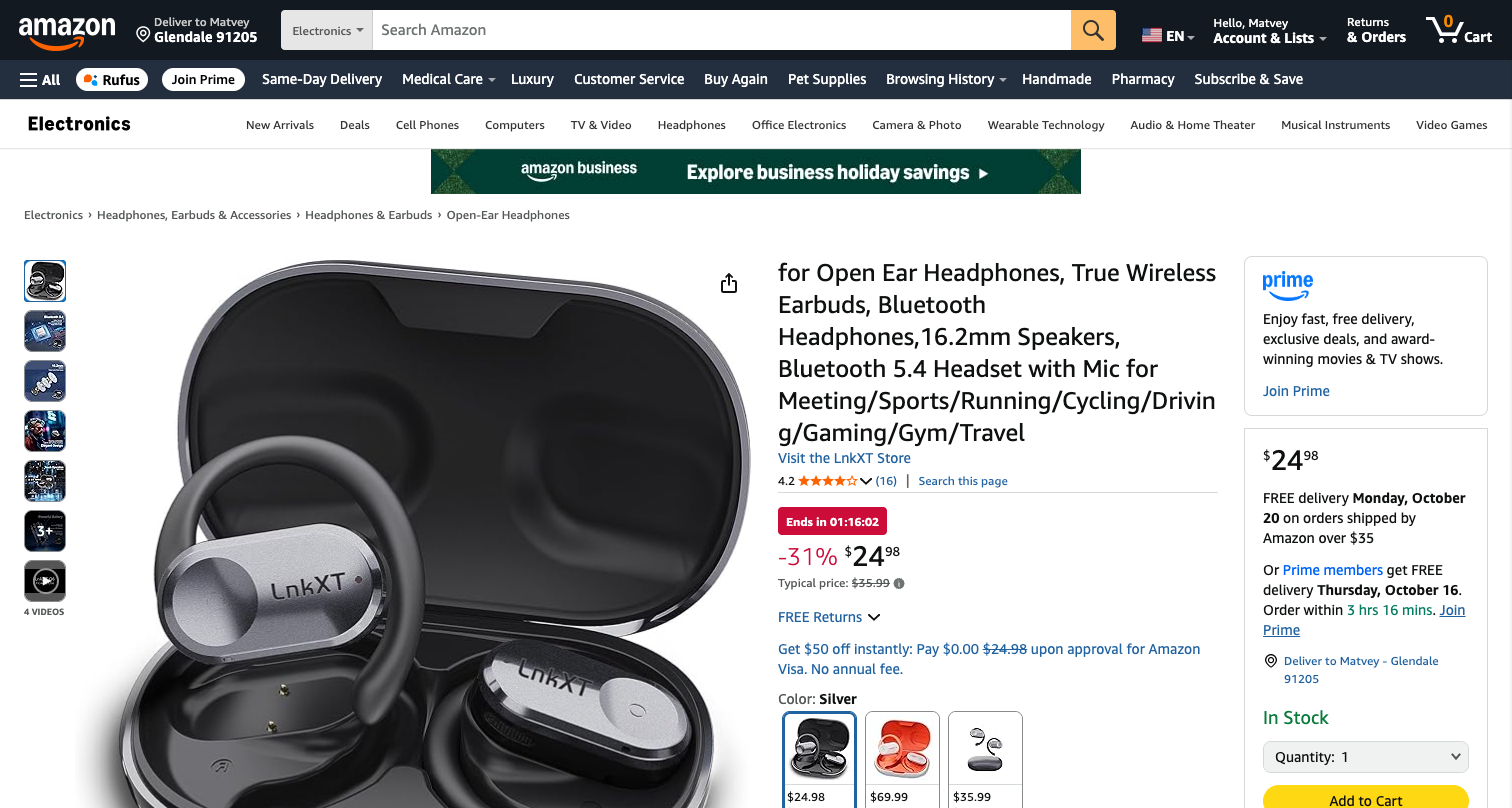 amazon
Deliver to Matvey
Glendale 91205
Electronics
Search Amazon
EN
Hello, Matvey
Account & Lists
Returns
& Orders
0
Cart
All
Rufus
Join Prime
Same-Day Delivery
Medical Care
Luxury
Customer Service
Buy Again
Pet Supplies
Browsing History
Handmade
Pharmacy
Subscribe & Save
Electronics
New Arrivals
Deals
Cell Phones
Computers
TV & Video
Headphones
Office Electronics
Camera & Photo
Wearable Technology
Audio & Home Theater
Musical Instruments
Video Games
amazon business
Explore business holiday savings ▸
Electronics › Headphones, Earbuds & Accessories › Headphones & Earbuds › Open-Ear Headphones
3+
4 VIDEOS
LnkXT
LnkXT
for Open Ear Headphones, True Wireless
Earbuds, Bluetooth
Headphones,16.2mm Speakers,
Bluetooth 5.4 Headset with Mic for
Meeting/Sports/Running/Cycling/Drivin
g/Gaming/Gym/Travel
Visit the LnkXT Store
4.2 (16) | Search this page
Ends in 01:16:02
-31% $2498
Typical price: $35.99
FREE Returns
Get $50 off instantly: Pay $0.00 $24.98 upon approval for Amazon
Visa. No annual fee.
Color: Silver
$24.98
$69.99
$35.99
prime
Enjoy fast, free delivery,
exclusive deals, and award-
winning movies & TV shows.
Join Prime
$2498
FREE delivery Monday, October
20 on orders shipped by
Amazon over $35
Or Prime members get FREE
delivery Thursday, October 16.
Order within 3 hrs 16 mins. Join
Prime
Deliver to Matvey - Glendale
91205
In Stock
Quantity: 1
Add to Cart